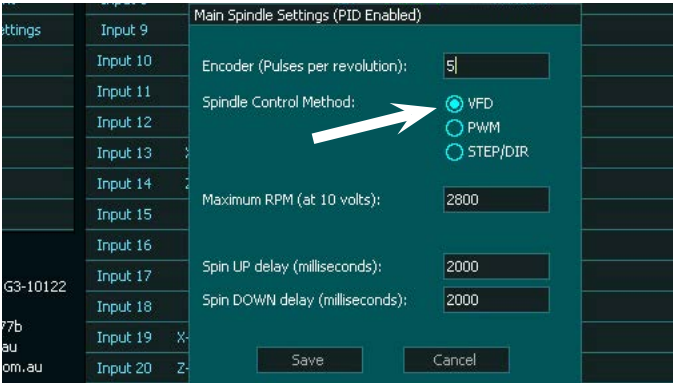 Main Spindle Settings (PID Enabled)
ettings
Input 9
Input 10
Encoder (Pulses per revolution): 5
Input 11
Spindle Control Method: VFD
Input 12
PWM
Input 13
STEP/DIR
Input 14 Z
Maximum RPM (at 10 volts): 2800
Input 15
Input 16
Input 17
Spin UP delay (milliseconds): 2000
G3-10122
Input 18
Spin DOWN delay (milliseconds): 2000
77b
Input 19 X-
au
Save Cancel
om.au
Input 20 Z-